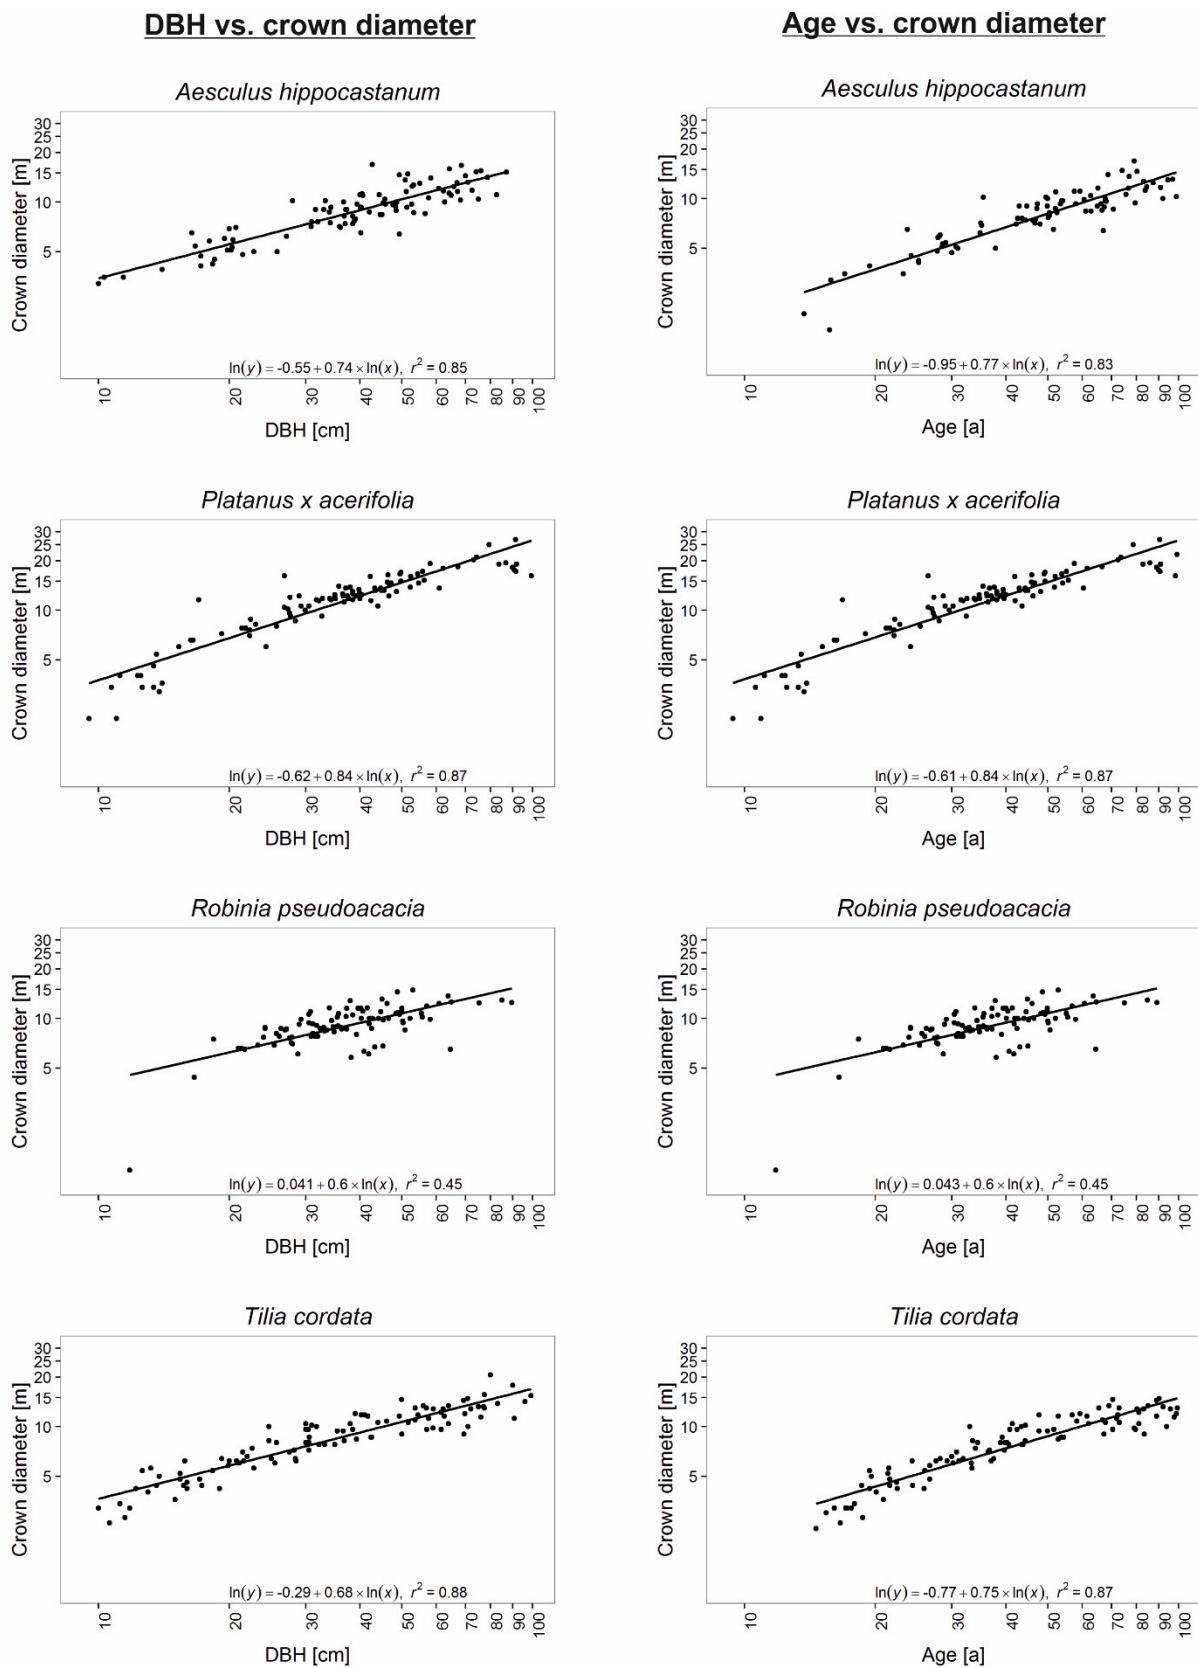 DBH vs. crown diameter
Age vs. crown diameter
Aesculus hippocastanum
Crown diameter [m]
30
25
20
15
10
5
ln(y) = -0.55 + 0.74 × ln(x), r² = 0.85
10 20 30 40 50 60 70 80 90 100
DBH [cm]
Aesculus hippocastanum
Crown diameter [m]
30
25
20
15
10
5
ln(y) = -0.95 + 0.77 × ln(x), r² = 0.83
10 20 30 40 50 60 70 80 90 100
Age [a]
Platanus x acerifolia
Crown diameter [m]
30
25
20
15
10
5
ln(y) = -0.62 + 0.84 × ln(x), r² = 0.87
10 20 30 40 50 60 70 80 90 100
DBH [cm]
Platanus x acerifolia
Crown diameter [m]
30
25
20
15
10
5
ln(y) = -0.61 + 0.84 × ln(x), r² = 0.87
10 20 30 40 50 60 70 80 90 100
Age [a]
Robinia pseudoacacia
Crown diameter [m]
30
25
20
15
10
5
ln(y) = 0.041 + 0.6 × ln(x), r² = 0.45
10 20 30 40 50 60 70 80 90 100
DBH [cm]
Robinia pseudoacacia
Crown diameter [m]
30
25
20
15
10
5
ln(y) = 0.043 + 0.6 × ln(x), r² = 0.45
10 20 30 40 50 60 70 80 90 100
Age [a]
Tilia cordata
Crown diameter [m]
30
25
20
15
10
5
ln(y) = -0.29 + 0.68 × ln(x), r² = 0.88
10 20 30 40 50 60 70 80 90 100
DBH [cm]
Tilia cordata
Crown diameter [m]
30
25
20
15
10
5
ln(y) = -0.77 + 0.75 × ln(x), r² = 0.87
10 20 30 40 50 60 70 80 90 100
Age [a]